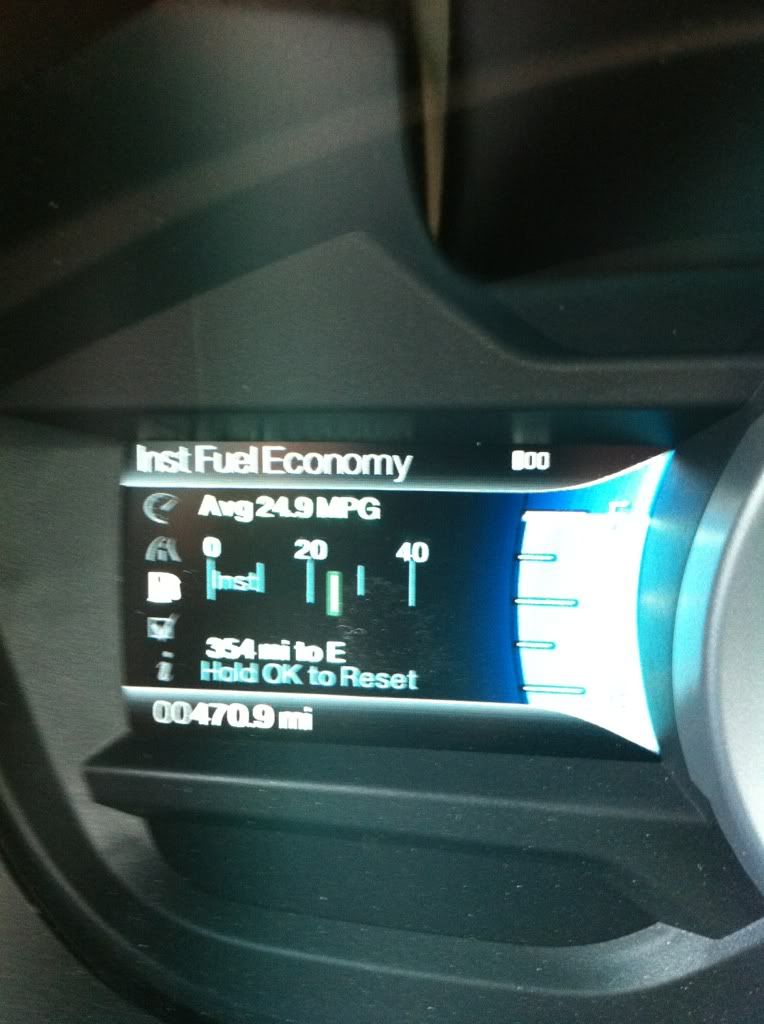 Inst Fuel Economy
Avg 24.9 MPG
0 20 40
Inst
354 mi to E
Hold OK to Reset
00470.9 mi